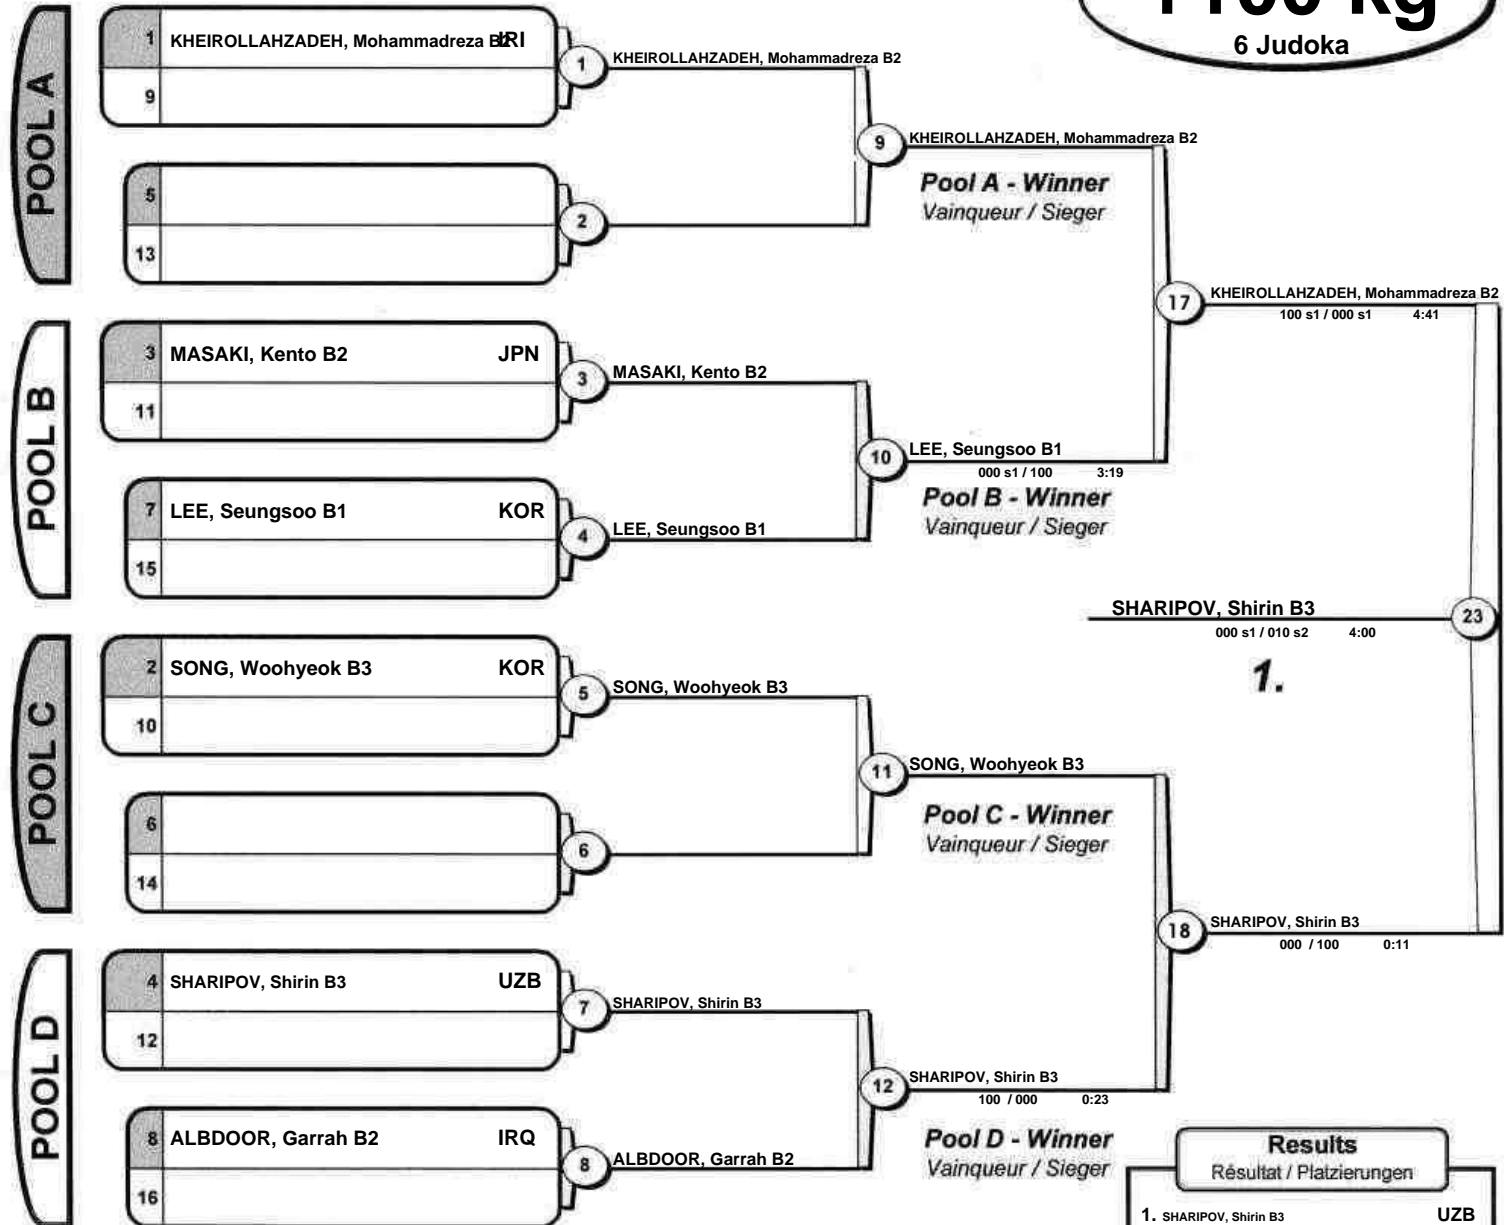 6 Judoka
POOL A
1 KHEIROLLAHZADEH, Mohammadreza B2 IRI
9
5
13
1 KHEIROLLAHZADEH, Mohammadreza B2
2
9 KHEIROLLAHZADEH, Mohammadreza B2
Pool A - Winner
Vainqueur / Sieger
POOL B
3 MASAKI, Kento B2 JPN
11
7 LEE, Seungsoo B1 KOR
15
3 MASAKI, Kento B2
4 LEE, Seungsoo B1
10 LEE, Seungsoo B1
000 s1 / 100 3:19
Pool B - Winner
Vainqueur / Sieger
17 KHEIROLLAHZADEH, Mohammadreza B2
100 s1 / 000 s1 4:41
SHARIPOV, Shirin B3 23
000 s1 / 010 s2 4:00
1.
POOL C
2 SONG, Woohyeok B3 KOR
10
6
14
5 SONG, Woohyeok B3
6
11 SONG, Woohyeok B3
Pool C - Winner
Vainqueur / Sieger
18 SHARIPOV, Shirin B3
000 / 100 0:11
POOL D
4 SHARIPOV, Shirin B3 UZB
12
8 ALBDOOR, Garrah B2 IRQ
16
7 SHARIPOV, Shirin B3
8 ALBDOOR, Garrah B2
12 SHARIPOV, Shirin B3
100 / 000 0:23
Pool D - Winner
Vainqueur / Sieger
Results
Résultat / Platzierungen
1. SHARIPOV, Shirin B3 UZB